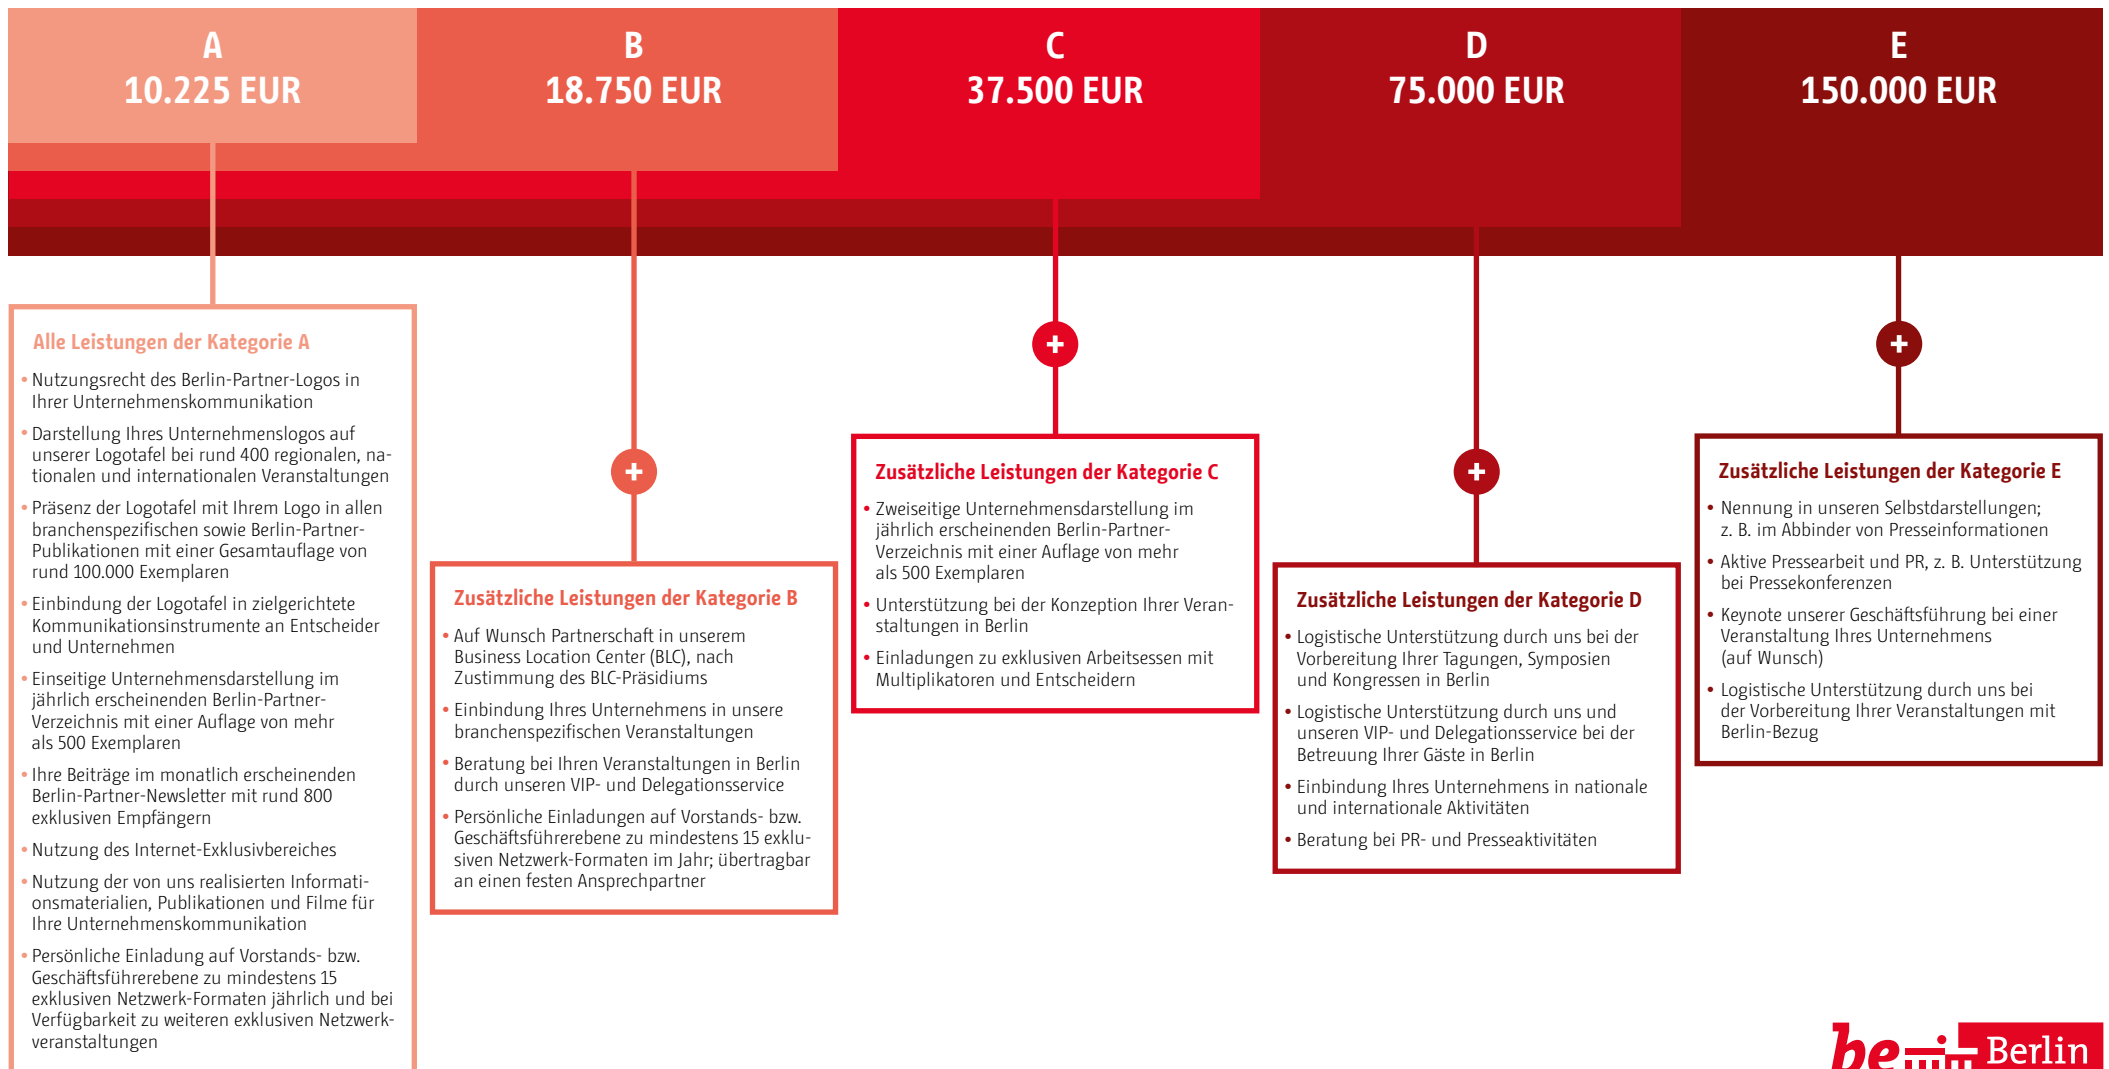 A
10.225 EUR
B
18.750 EUR
C
37.500 EUR
D
75.000 EUR
E
150.000 EUR
Alle Leistungen der Kategorie A
• Nutzungsrecht des Berlin-Partner-Logos in
Ihrer Unternehmenskommunikation
• Darstellung Ihres Unternehmenslogos auf
unserer Logotafel bei rund 400 regionalen, na-
tionalen und internationalen Veranstaltungen
• Präsenz der Logotafel mit Ihrem Logo in allen
branchenspezifischen sowie Berlin-Partner-
Publikationen mit einer Gesamtauflage von
rund 100.000 Exemplaren
• Einbindung der Logotafel in zielgerichtete
Kommunikationsinstrumente an Entscheider
und Unternehmen
• Einseitige Unternehmensdarstellung im
jährlich erscheinenden Berlin-Partner-
Verzeichnis mit einer Auflage von mehr
als 500 Exemplaren
• Ihre Beiträge im monatlich erscheinenden
Berlin-Partner-Newsletter mit rund 800
exklusiven Empfängern
• Nutzung des Internet-Exklusivbereiches
• Nutzung der von uns realisierten Informati-
onsmaterialien, Publikationen und Filme für
Ihre Unternehmenskommunikation
• Persönliche Einladung auf Vorstands- bzw.
Geschäftsführerebene zu mindestens 15
exklusiven Netzwerk-Formaten jährlich und bei
Verfügbarkeit zu weiteren exklusiven Netzwerk-
veranstaltungen
+
Zusätzliche Leistungen der Kategorie B
• Auf Wunsch Partnerschaft in unserem
Business Location Center (BLC), nach
Zustimmung des BLC-Präsidiums
• Einbindung Ihres Unternehmens in unsere
branchenspezifischen Veranstaltungen
• Beratung bei Ihren Veranstaltungen in Berlin
durch unseren VIP- und Delegationsservice
• Persönliche Einladungen auf Vorstands- bzw.
Geschäftsführerebene zu mindestens 15 exklu-
siven Netzwerk-Formaten im Jahr; übertragbar
an einen festen Ansprechpartner
+
Zusätzliche Leistungen der Kategorie C
• Zweiseitige Unternehmensdarstellung im
jährlich erscheinenden Berlin-Partner-
Verzeichnis mit einer Auflage von mehr
als 500 Exemplaren
• Unterstützung bei der Konzeption Ihrer Veran-
staltungen in Berlin
• Einladungen zu exklusiven Arbeitsessen mit
Multiplikatoren und Entscheidern
+
Zusätzliche Leistungen der Kategorie D
• Logistische Unterstützung durch uns bei der
Vorbereitung Ihrer Tagungen, Symposien
und Kongressen in Berlin
• Logistische Unterstützung durch uns und
unseren VIP- und Delegationsservice bei der
Betreuung Ihrer Gäste in Berlin
• Einbindung Ihres Unternehmens in nationale
und internationale Aktivitäten
• Beratung bei PR- und Presseaktivitäten
+
Zusätzliche Leistungen der Kategorie E
• Nennung in unseren Selbstdarstellungen;
z. B. im Abbinder von Presseinformationen
• Aktive Pressearbeit und PR, z. B. Unterstützung
bei Pressekonferenzen
• Keynote unserer Geschäftsführung bei einer
Veranstaltung Ihres Unternehmens
(auf Wunsch)
• Logistische Unterstützung durch uns bei
der Vorbereitung Ihrer Veranstaltungen mit
Berlin-Bezug
be Berlin